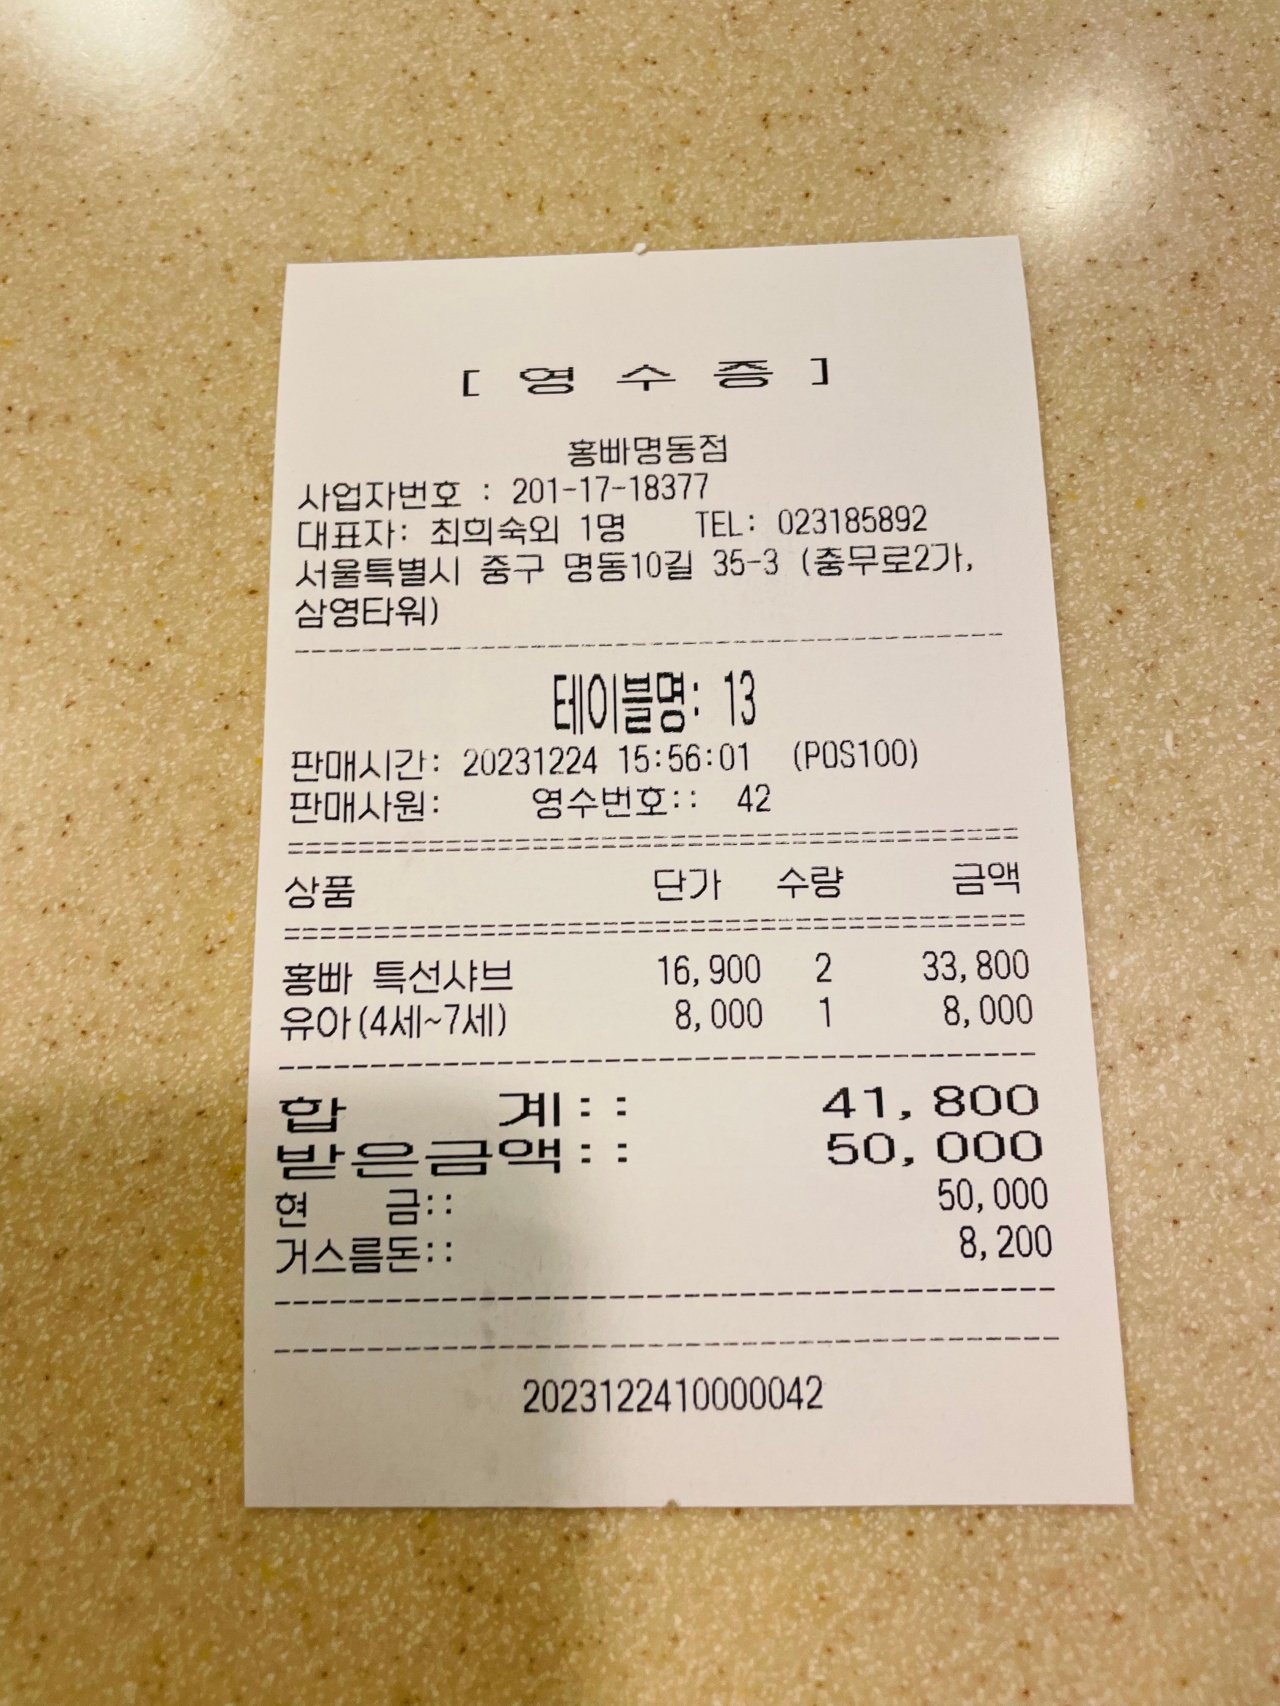 [ 영 수 증 ]
홍빠명동점
사업자번호 : 201-17-18377
대표자: 최희숙외 1명 TEL: 023185892
서울특별시 중구 명동10길 35-3 (충무로2가,
삼영타워)
테이블명: 13
판매시간: 20231224 15:56:01 (POS100)
판매사원: 영수번호:: 42
상품 단가 수량 금액
홍빠 특선샤브 16,900 2 33,800
유아(4세~7세) 8,000 1 8,000
합 계:: 41,800
받은금액:: 50,000
현 금:: 50,000
거스름돈:: 8,200
2023122410000042